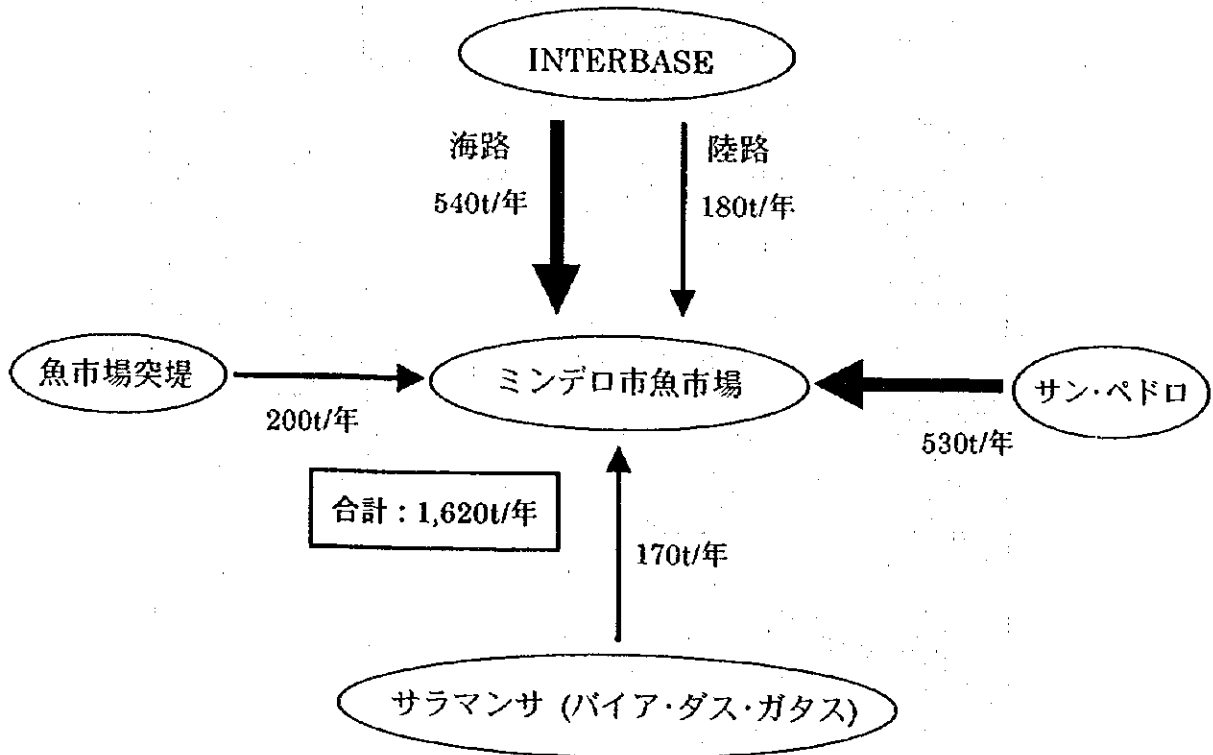 INTERBASE
海路
540t/年
陸路
180t/年
魚市場突堤
200t/年
ミンデロ市魚市場
サン・ペドロ
530t/年
合計：1,620t/年
170t/年
サラマンサ (バイア・ダス・ガタス)